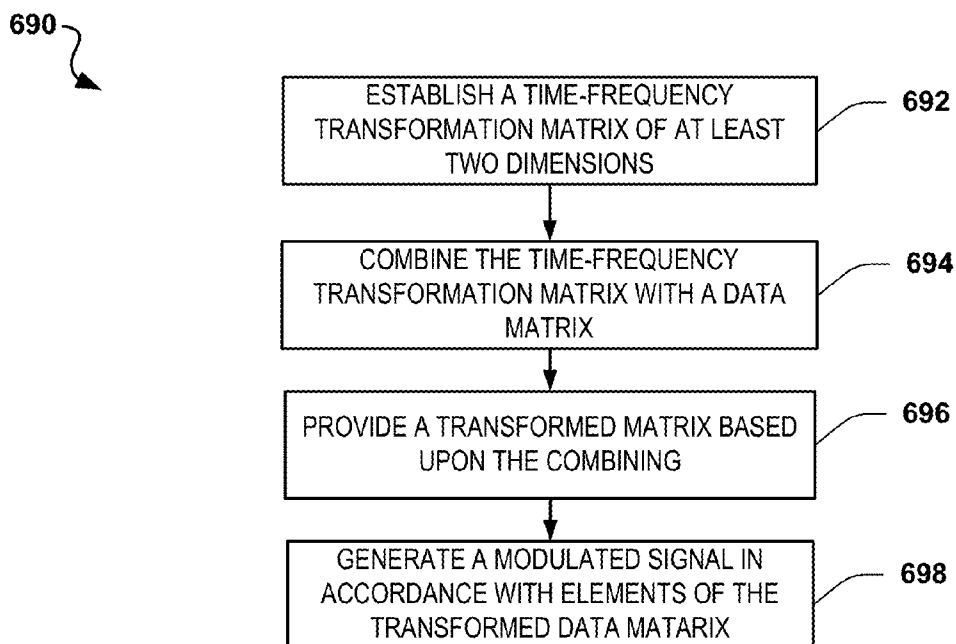 690
ESTABLISH A TIME-FREQUENCY
TRANSFORMATION MATRIX OF AT LEAST
TWO DIMENSIONS
692
COMBINE THE TIME-FREQUENCY
TRANSFORMATION MATRIX WITH A DATA
MATRIX
694
PROVIDE A TRANSFORMED MATRIX BASED
UPON THE COMBINING
696
GENERATE A MODULATED SIGNAL IN
ACCORDANCE WITH ELEMENTS OF THE
TRANSFORMED DATA MATARIX
698